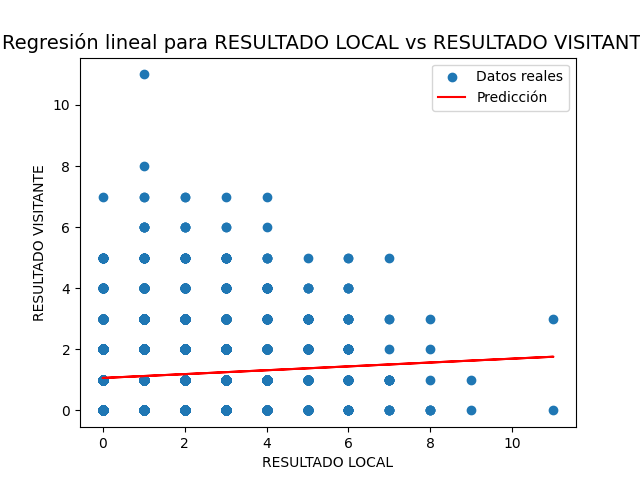 Regresión lineal para RESULTADO LOCAL vs RESULTADO VISITANT
Datos reales
Predicción
10
8
6
4
2
0
RESULTADO VISITANTE
0 2 4 6 8 10
RESULTADO LOCAL